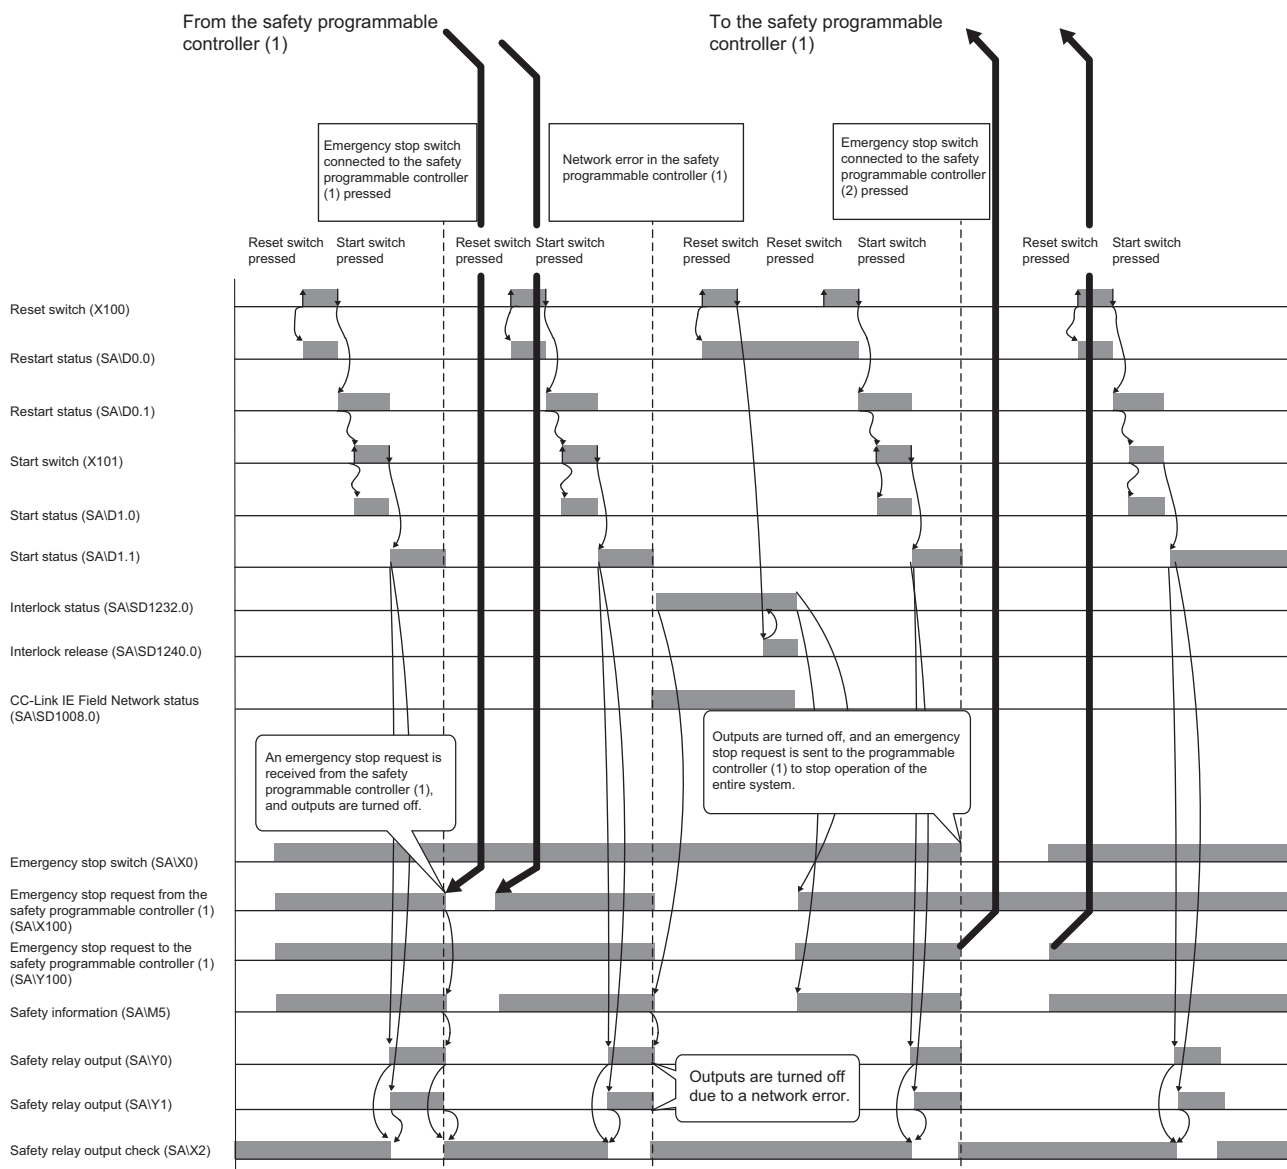 From the safety programmable
controller (1)
To the safety programmable
controller (1)
Emergency stop switch
connected to the safety
programmable controller
(1) pressed
Network error in the safety
programmable controller (1)
Emergency stop switch
connected to the safety
programmable controller
(2) pressed
Reset switch
pressed
Start switch
pressed
Reset switch
pressed
Start switch
pressed
Reset switch
pressed
Reset switch
pressed
Start switch
pressed
Reset switch
pressed
Start switch
pressed
Reset switch (X100)
Restart status (SA\D0.0)
Restart status (SA\D0.1)
Start switch (X101)
Start status (SA\D1.0)
Start status (SA\D1.1)
Interlock status (SA\SD1232.0)
Interlock release (SA\SD1240.0)
CC-Link IE Field Network status
(SA\SD1008.0)
An emergency stop request is
received from the safety
programmable controller (1),
and outputs are turned off.
Outputs are turned off, and an emergency
stop request is sent to the programmable
controller (1) to stop operation of the
entire system.
Emergency stop switch (SA\X0)
Emergency stop request from the
safety programmable controller (1)
(SA\X100)
Emergency stop request to the
safety programmable controller (1)
(SA\Y100)
Safety information (SA\M5)
Safety relay output (SA\Y0)
Outputs are turned off
due to a network error.
Safety relay output (SA\Y1)
Safety relay output check (SA\X2)